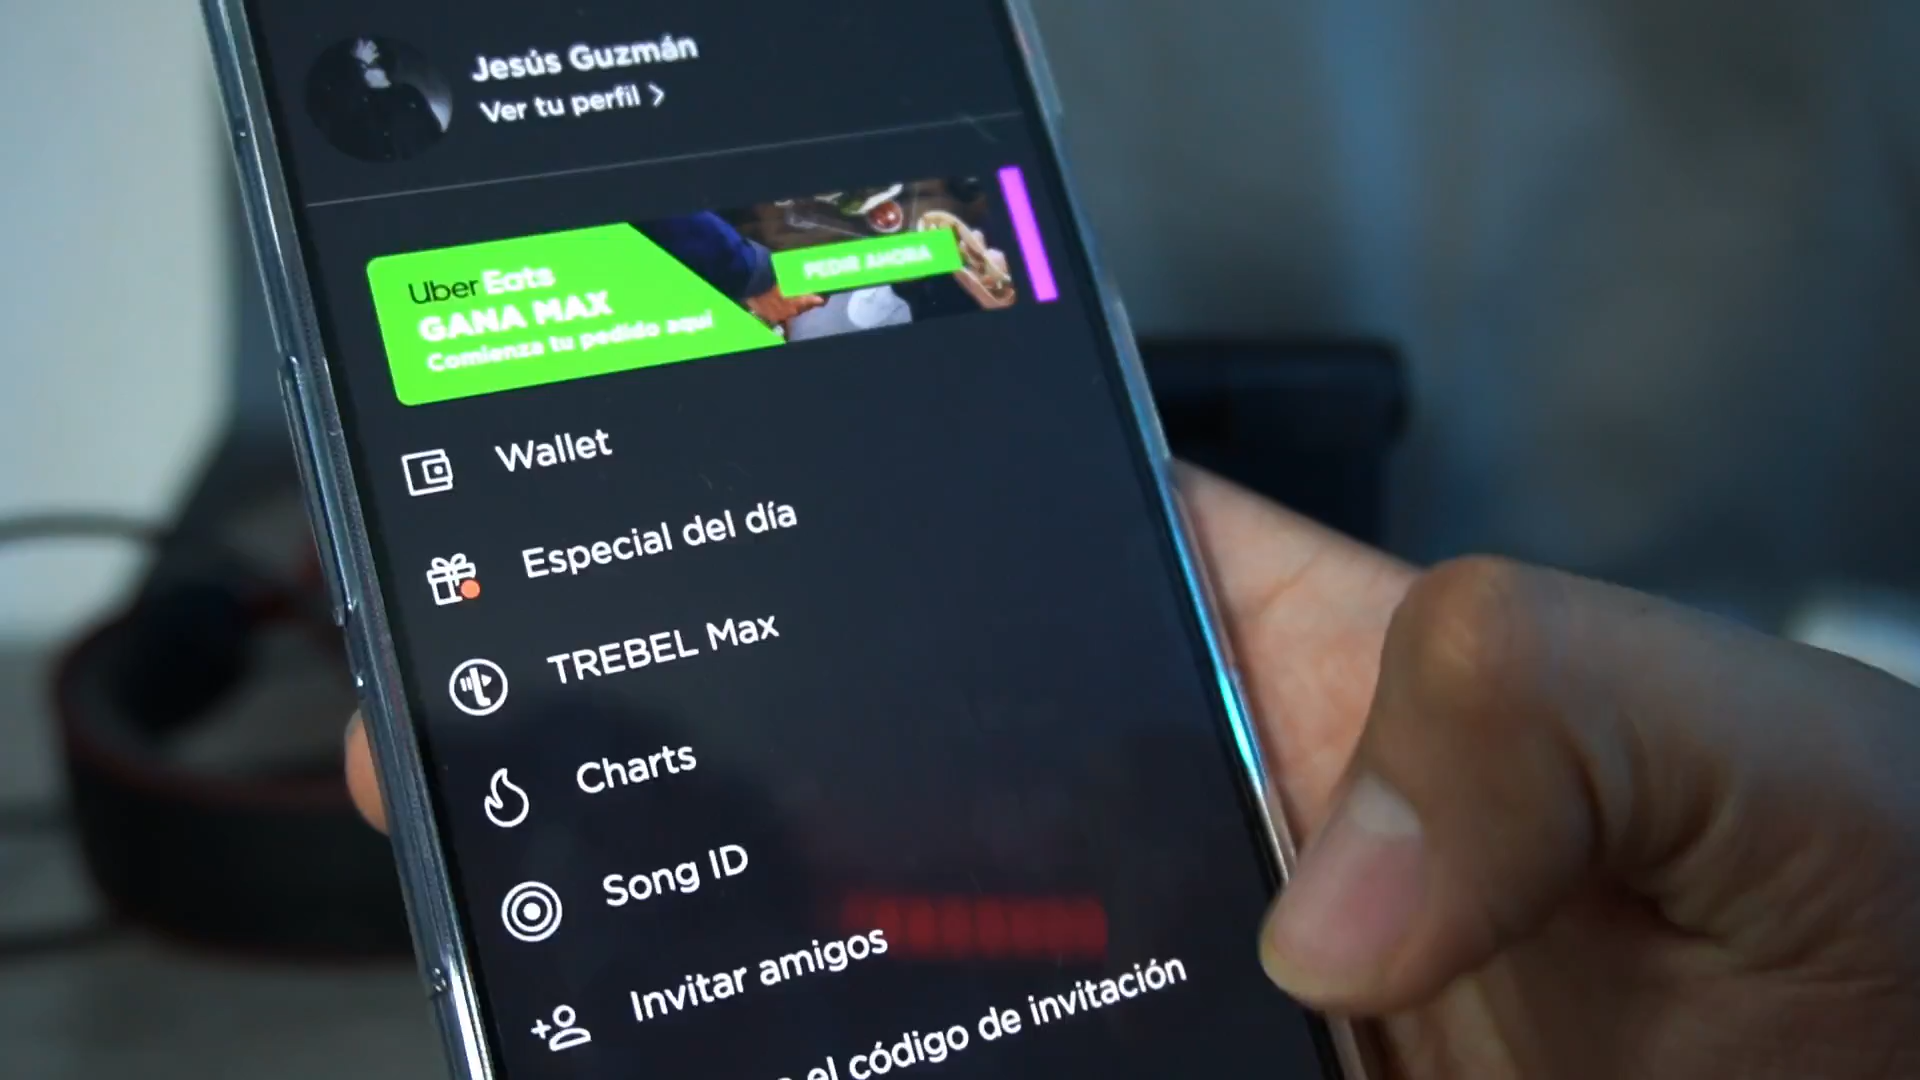 Jesús Guzmán
Ver tu perfil >
Uber Eats
GANA MAX
Comienza tu pedido aquí
PEDIR AHORA
Wallet
Especial del día
TREBEL Max
Charts
Song ID
Invitar amigos
el código de invitación